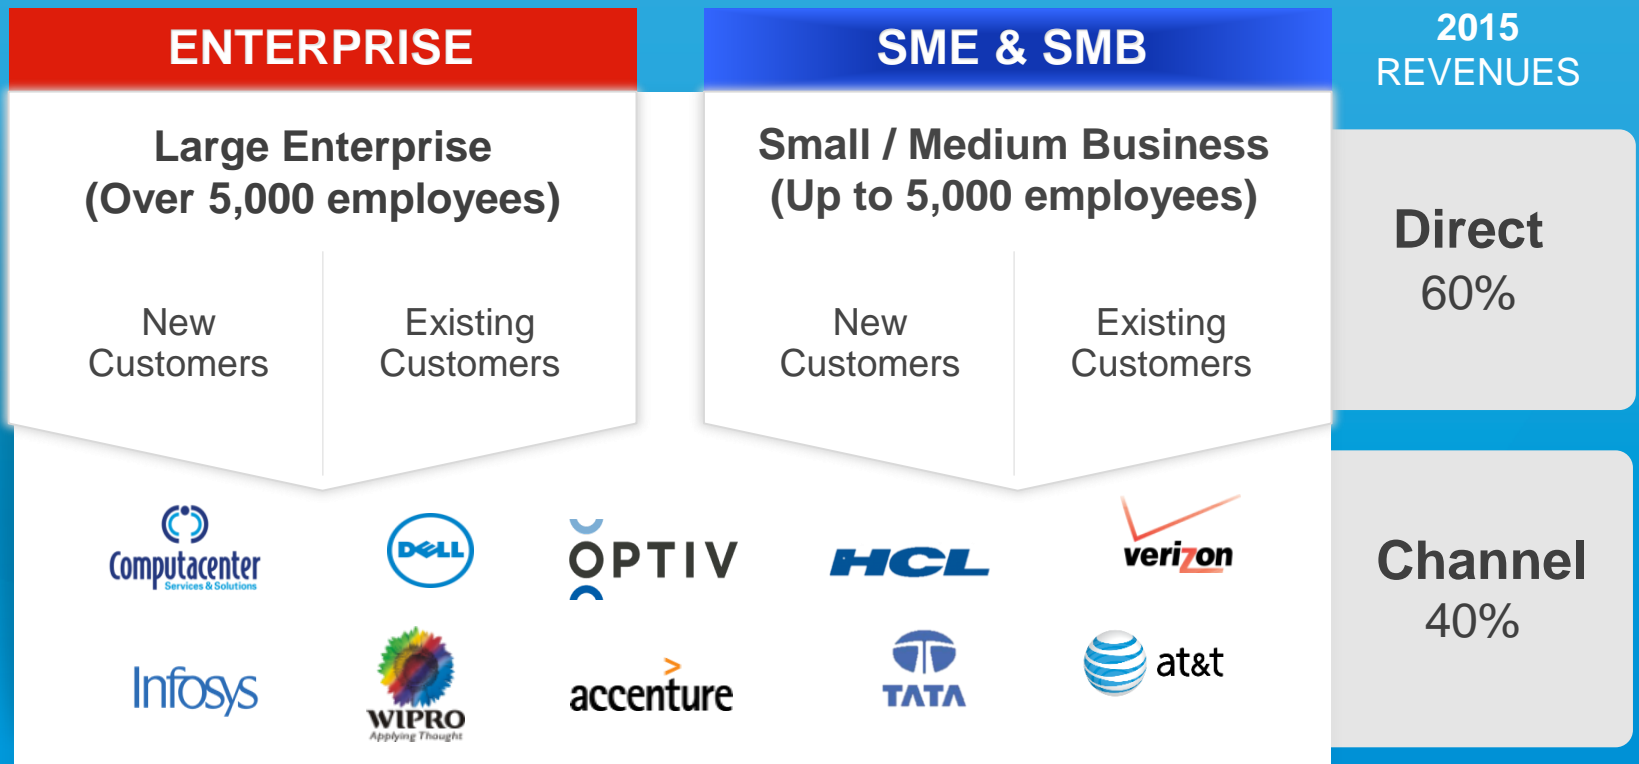 ENTERPRISE
SME & SMB
2015
REVENUES
Large Enterprise
(Over 5,000 employees)
New
Customers
Existing
Customers
Small / Medium Business
(Up to 5,000 employees)
New
Customers
Existing
Customers
Direct
60%
Computacenter
Services & Solutions
DELL
OPTIV
HCL
verizon
Infosys
WIPRO
Applying Thought
>
accenture
TATA
at&t
Channel
40%